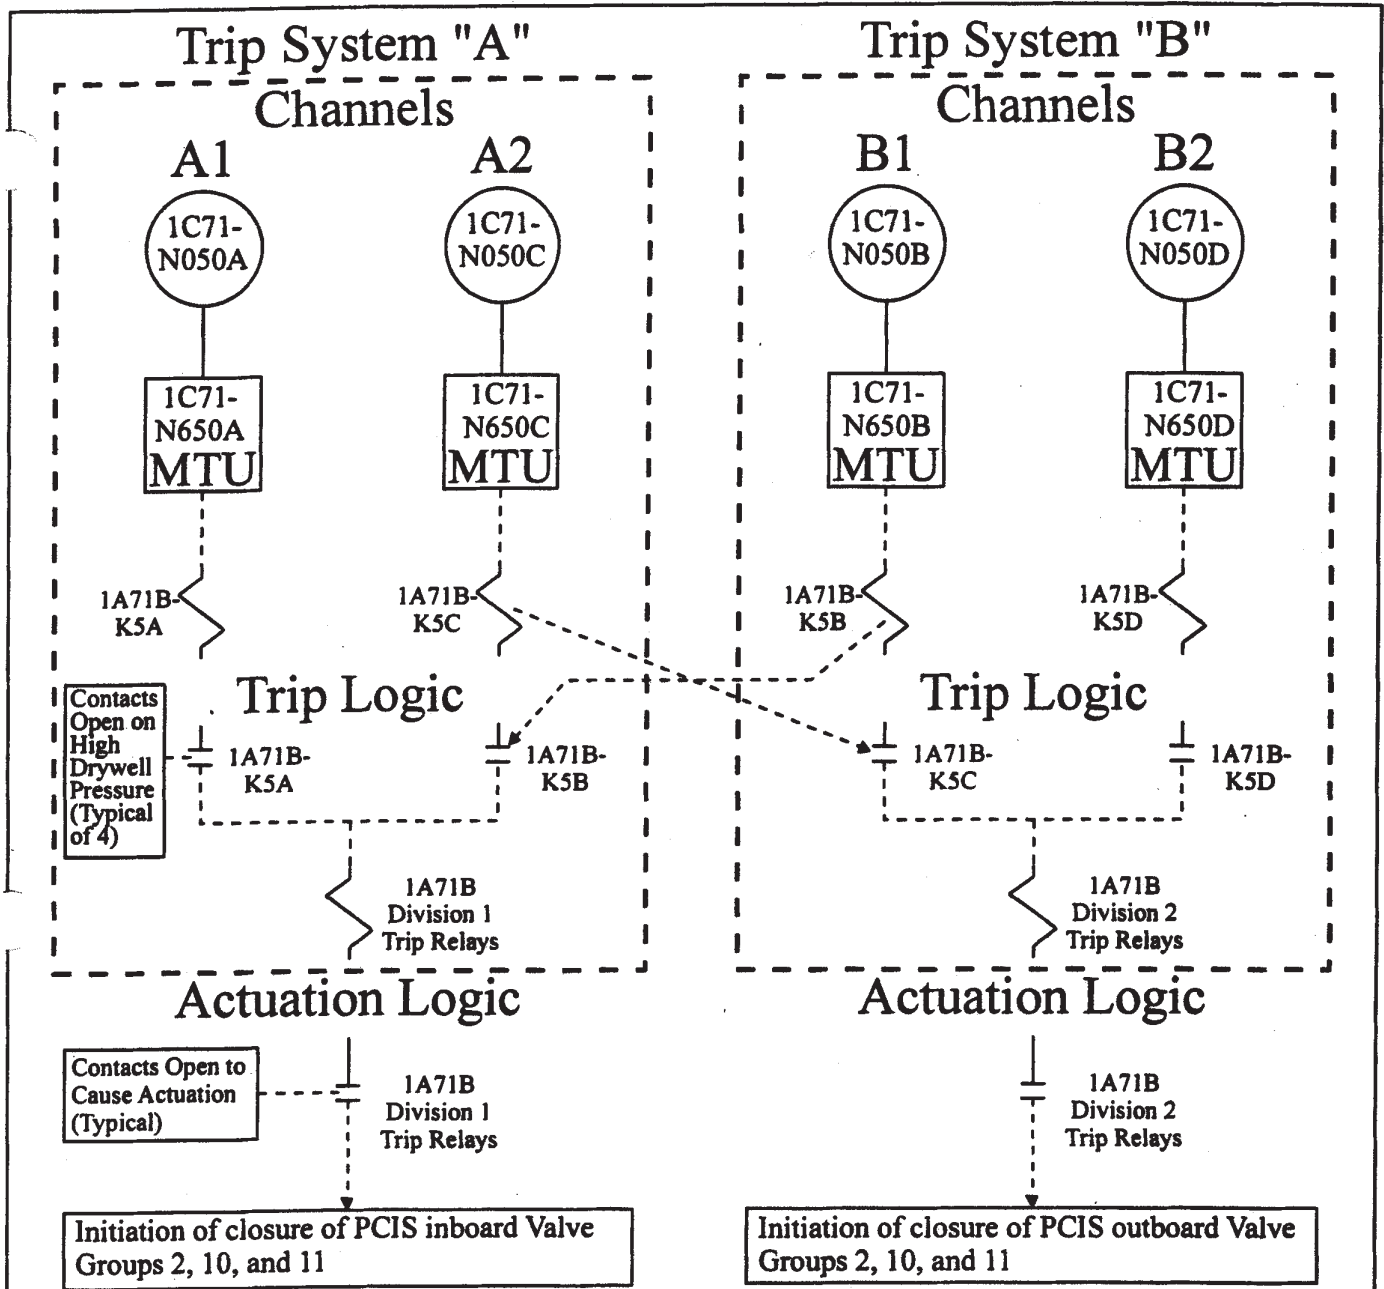 Trip System "A"
Channels
A1
A2
1C71-
N050A
1C71-
N050C
1C71-
N650A
MTU
1C71-
N650C
MTU
1A71B-
K5A
1A71B-
K5C
Trip Logic
Contacts
Open on
High
Drywell
Pressure
(Typical
of 4)
1A71B-
K5A
1A71B-
K5B
1A71B
Division 1
Trip Relays
Actuation Logic
Contacts Open to
Cause Actuation
(Typical)
1A71B
Division 1
Trip Relays
Initiation of closure of PCIS inboard Valve
Groups 2, 10, and 11
Trip System "B"
Channels
B1
B2
1C71-
N050B
1C71-
N050D
1C71-
N650B
MTU
1C71-
N650D
MTU
1A71B-
K5B
1A71B-
K5D
Trip Logic
1A71B-
K5C
1A71B-
K5D
1A71B
Division 2
Trip Relays
Actuation Logic
1A71B
Division 2
Trip Relays
Initiation of closure of PCIS outboard Valve
Groups 2, 10, and 11